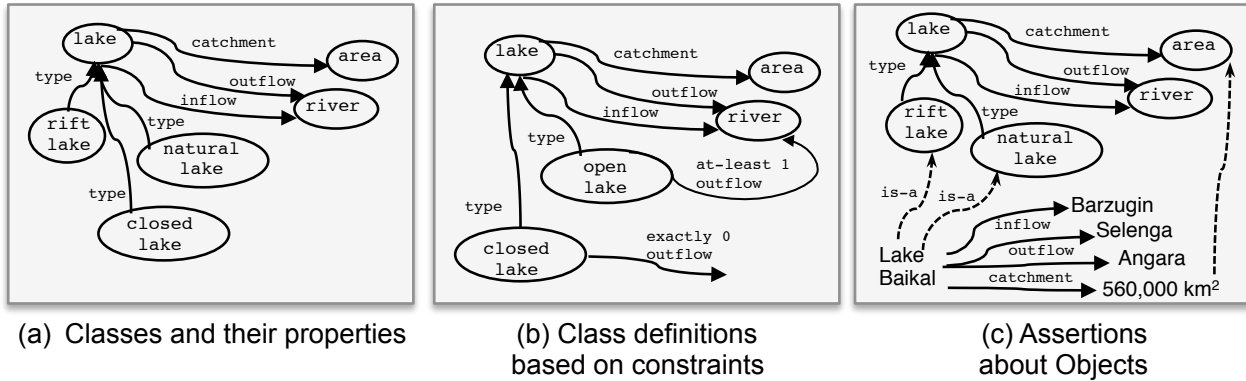 lake
catchment
area
type
outflow
inflow
river
rift
lake
type
natural
lake
type
closed
lake
(a) Classes and their properties
lake
catchment
area
outflow
type
inflow
river
type
open
lake
at-least 1
outflow
type
closed
lake
exactly 0
outflow
(b) Class definitions
based on constraints
lake
catchment
area
type
outflow
inflow
river
rift
lake
type
natural
lake
is-a
is-a
Barzugin
inflow
Selenga
Lake
Baikal
outflow
Angara
catchment
560,000 km²
(c) Assertions
about Objects